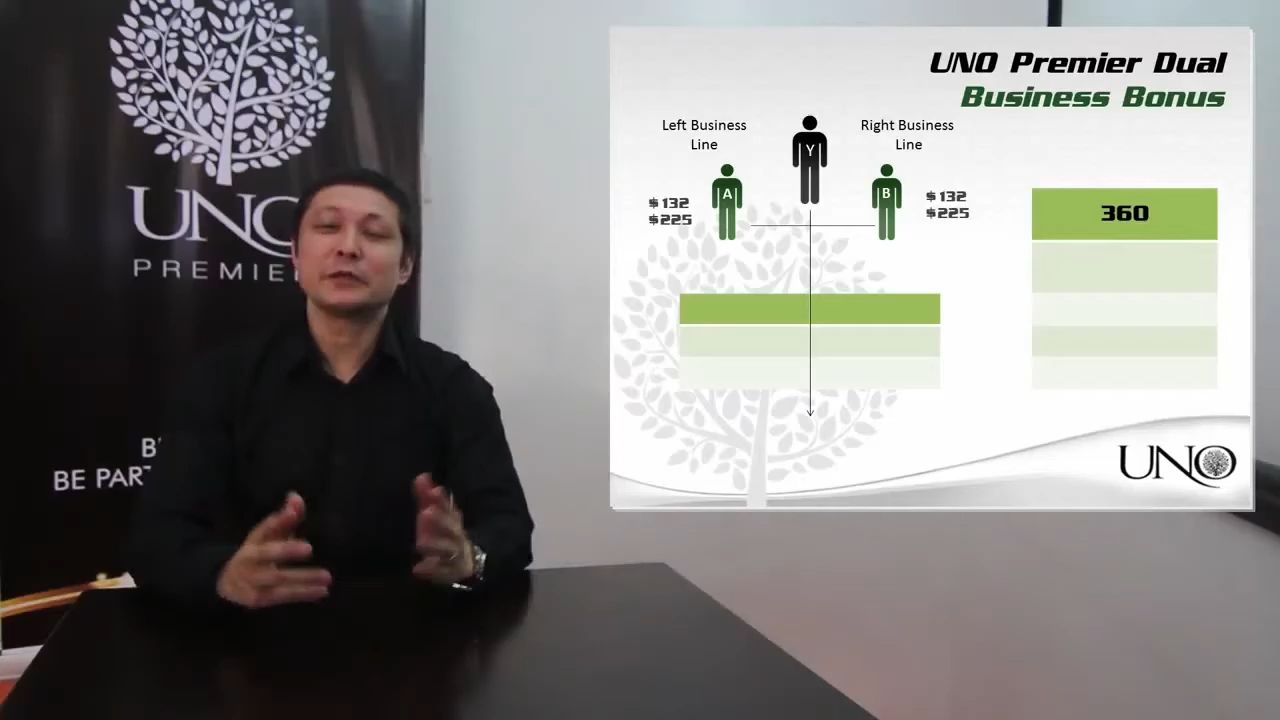 UNO
PREMIE
BE PAR
UNO Premier Dual
Business Bonus
Left Business
Line
Right Business
Line
Y
A
B
$ 132
$225
$ 132
$225
360
UNO